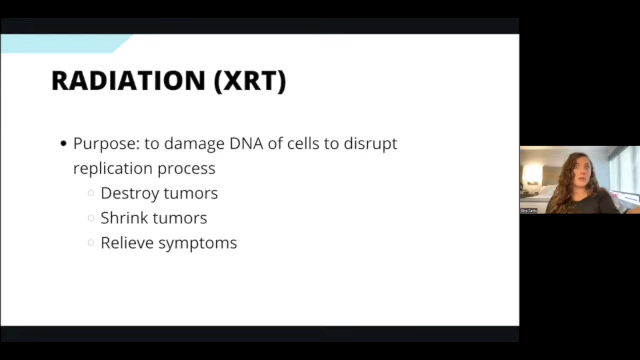 RADIATION (XRT)
Purpose: to damage DNA of cells to disrupt
replication process
Destroy tumors
Shrink tumors
Relieve symptoms